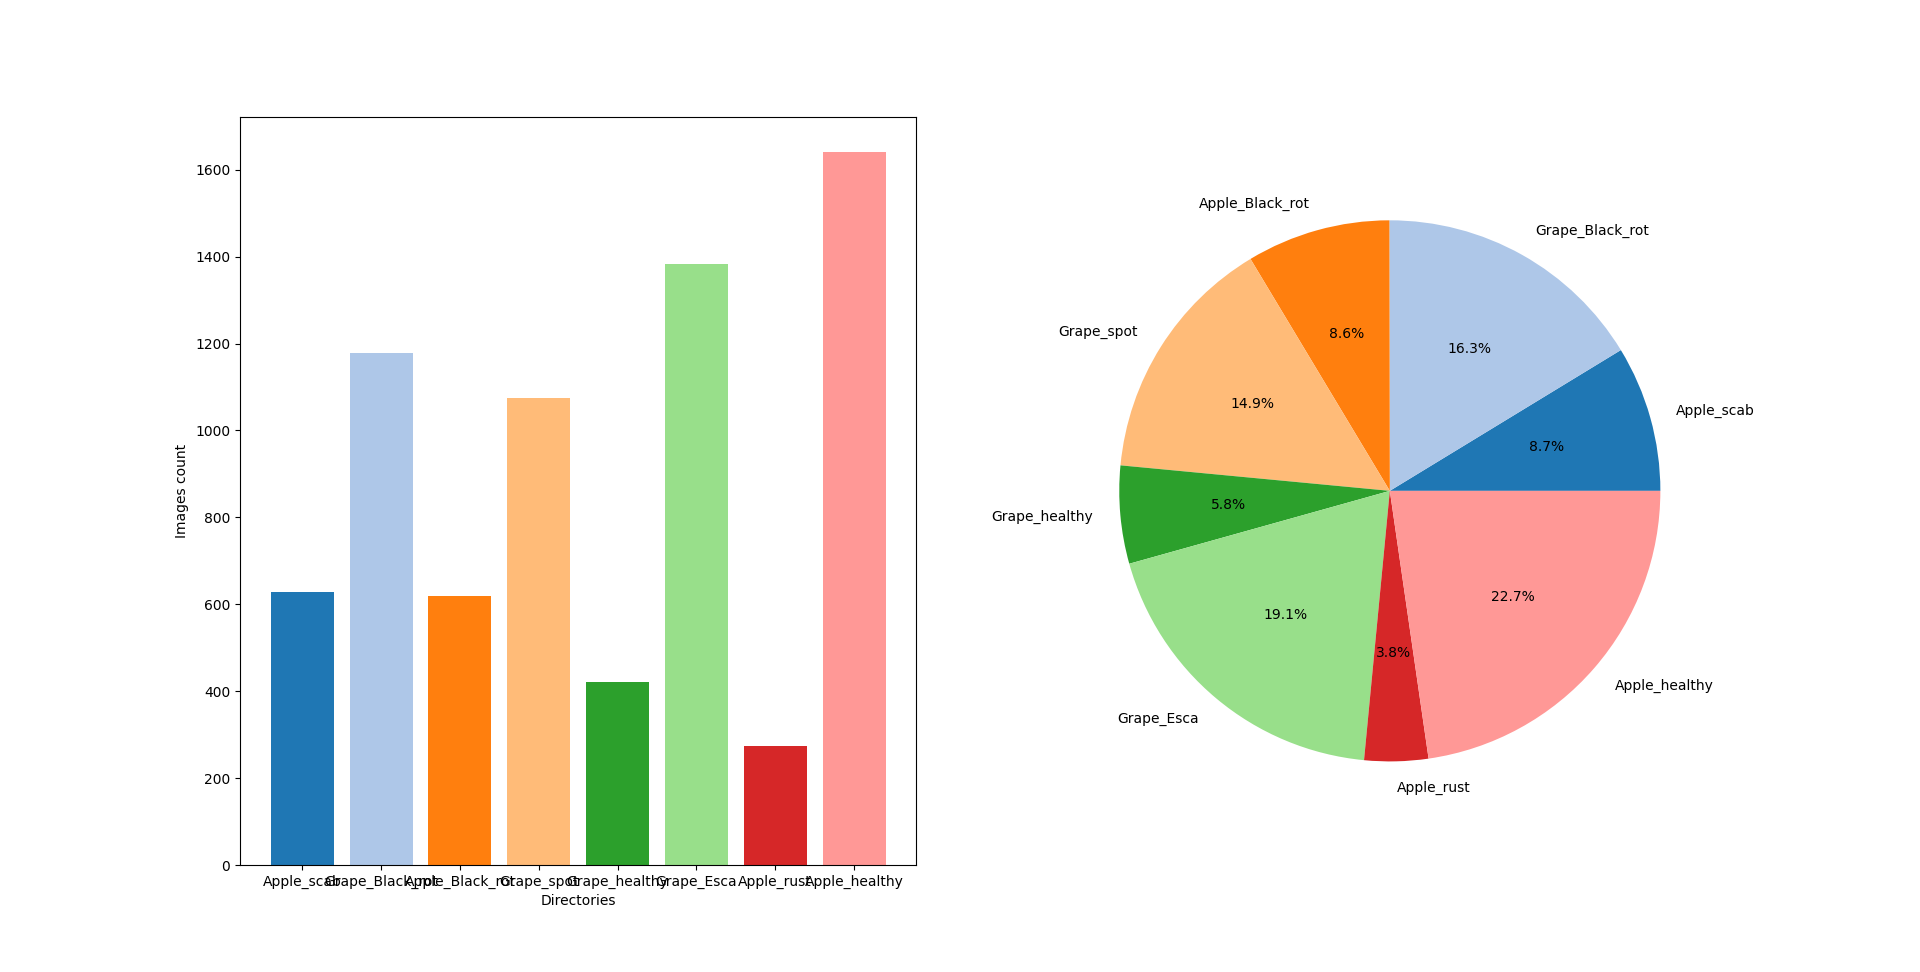 1600
1400
1200
1000
800
600
400
200
0
Images count
Apple_scab
Grape_Black_rot
Apple_Black_rot
Grape_spot
Grape_healthy
Grape_Esca
Apple_rust
Apple_healthy
Directories
Apple_Black_rot
Grape_Black_rot
Grape_spot
8.6%
16.3%
Apple_scab
14.9%
8.7%
Grape_healthy
5.8%
19.1%
22.7%
3.8%
Apple_healthy
Grape_Esca
Apple_rust